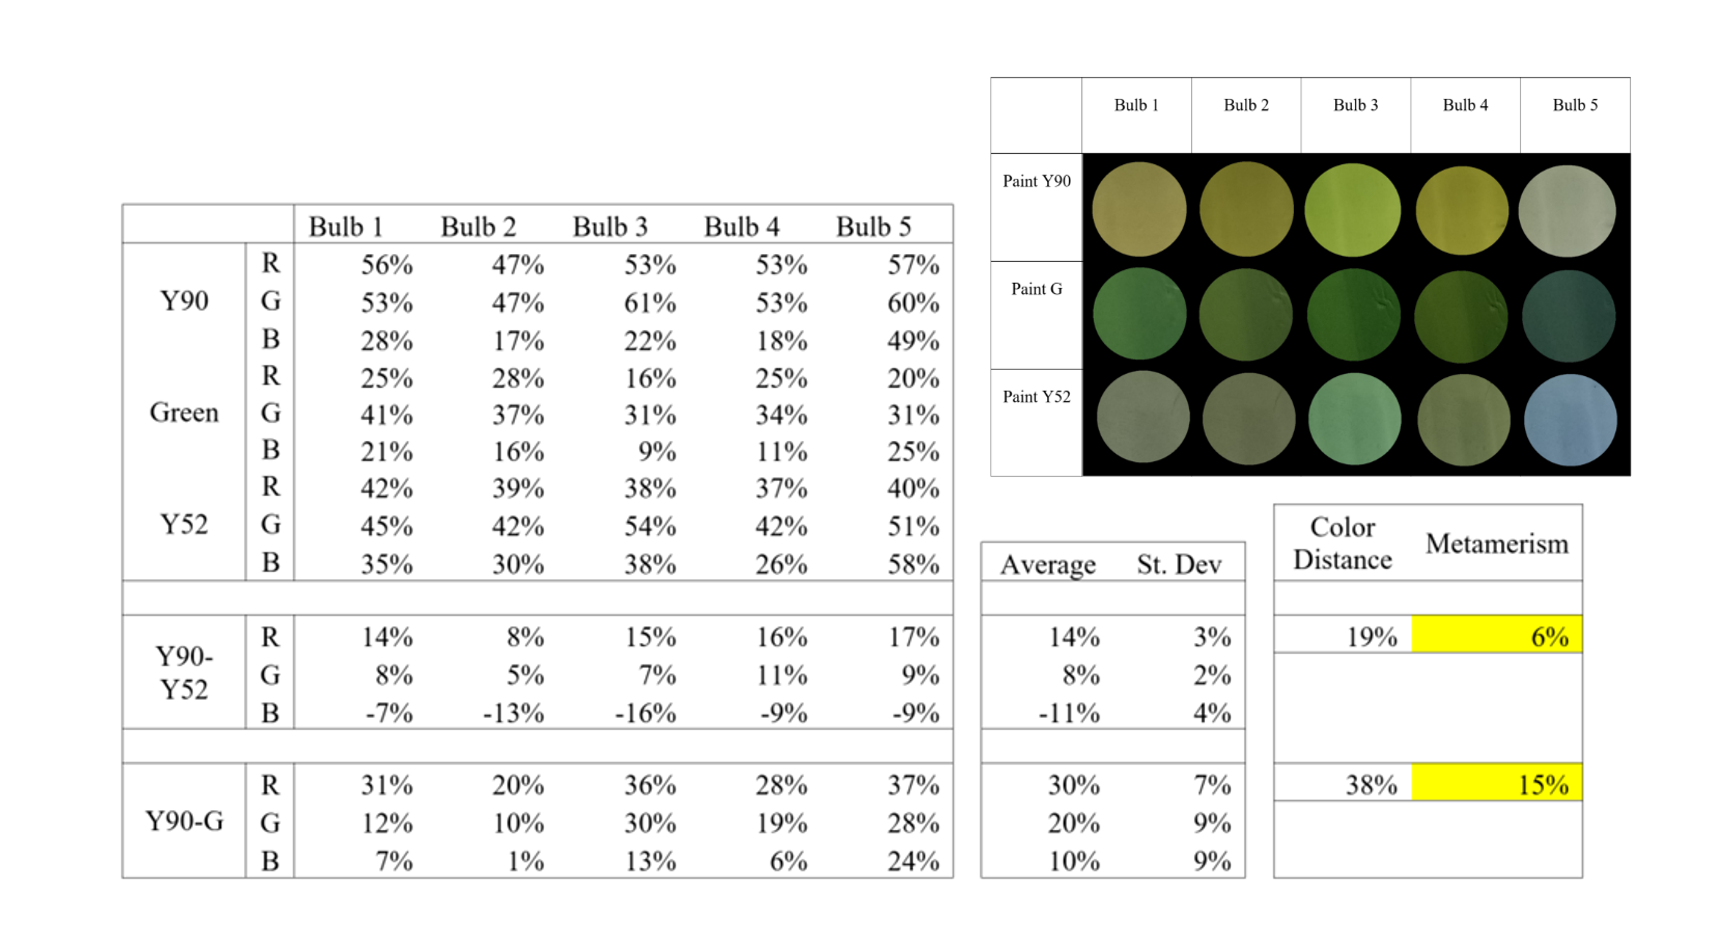 Bulb 1 Bulb 2 Bulb 3 Bulb 4 Bulb 5
Paint Y90
Paint G
Paint Y52
Bulb 1 Bulb 2 Bulb 3 Bulb 4 Bulb 5
R 56% 47% 53% 53% 57%
Y90 G 53% 47% 61% 53% 60%
B 28% 17% 22% 18% 49%
R 25% 28% 16% 25% 20%
Green G 41% 37% 31% 34% 31%
B 21% 16% 9% 11% 25%
R 42% 39% 38% 37% 40%
Y52 G 45% 42% 54% 42% 51%
B 35% 30% 38% 26% 58%
Y90-
Y52
R 14% 8% 15% 16% 17%
G 8% 5% 7% 11% 9%
B -7% -13% -16% -9% -9%
R 31% 20% 36% 28% 37%
Y90-G G 12% 10% 30% 19% 28%
B 7% 1% 13% 6% 24%
Average St. Dev
14% 3%
8% 2%
-11% 4%
30% 7%
20% 9%
10% 9%
Color
Distance
Metamerism
19% 6%
38% 15%